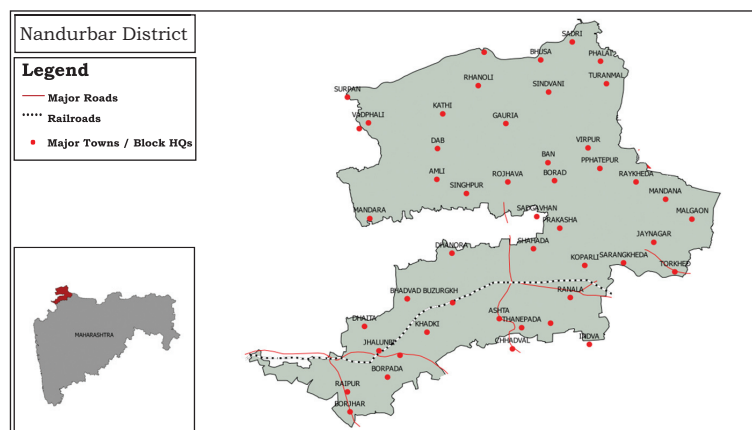 Nandurbar District
Legend
Major Roads
Railroads
Major Towns / Block HQs
MAHARASHTRA
SADRI
BHUSA
PHALAI
RHANOLI
SINDVANI
TURANMAL
SURPAN
KATHI
VADPHALI
GAURIA
DAB
VIRPUR
BAN
PPHATEPUR
AMLI
ROJHAVA
BORAD
RAYKHEDA
SINGHPUR
MANDANA
MANDARA
MALGAON
PRAKASHA
DHANORA
SHAHADA
JAYNAGAR
KOPARLI
SARANGKHEDA
TORKHED
BHADVAD BUZURGKH
RANALA
DHAITA
KHADKI
ASHTA
THANEPADA
CHHADVAL
BORPADA
RAIPUR
BORJHAR